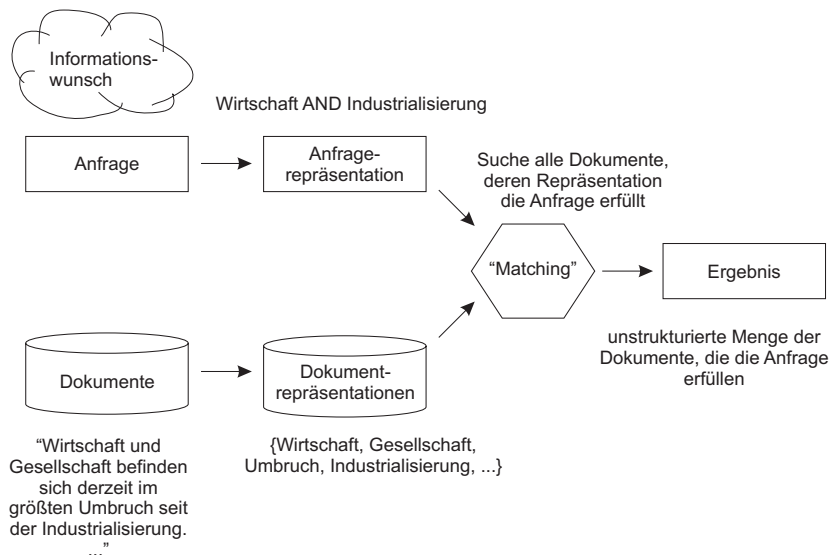 Informations-
wunsch
Wirtschaft AND Industrialisierung
Anfrage
Anfrage-
repräsentation
Suche alle Dokumente,
deren Repräsentation
die Anfrage erfüllt
“Matching”
Ergebnis
unstrukturierte Menge der
Dokumente, die die Anfrage
erfüllen
Dokumente
Dokument-
repräsentationen
“Wirtschaft und
Gesellschaft befinden
sich derzeit im
größten Umbruch seit
der Industrialisierung.
...”
{Wirtschaft, Gesellschaft,
Umbruch, Industrialisierung, ...}